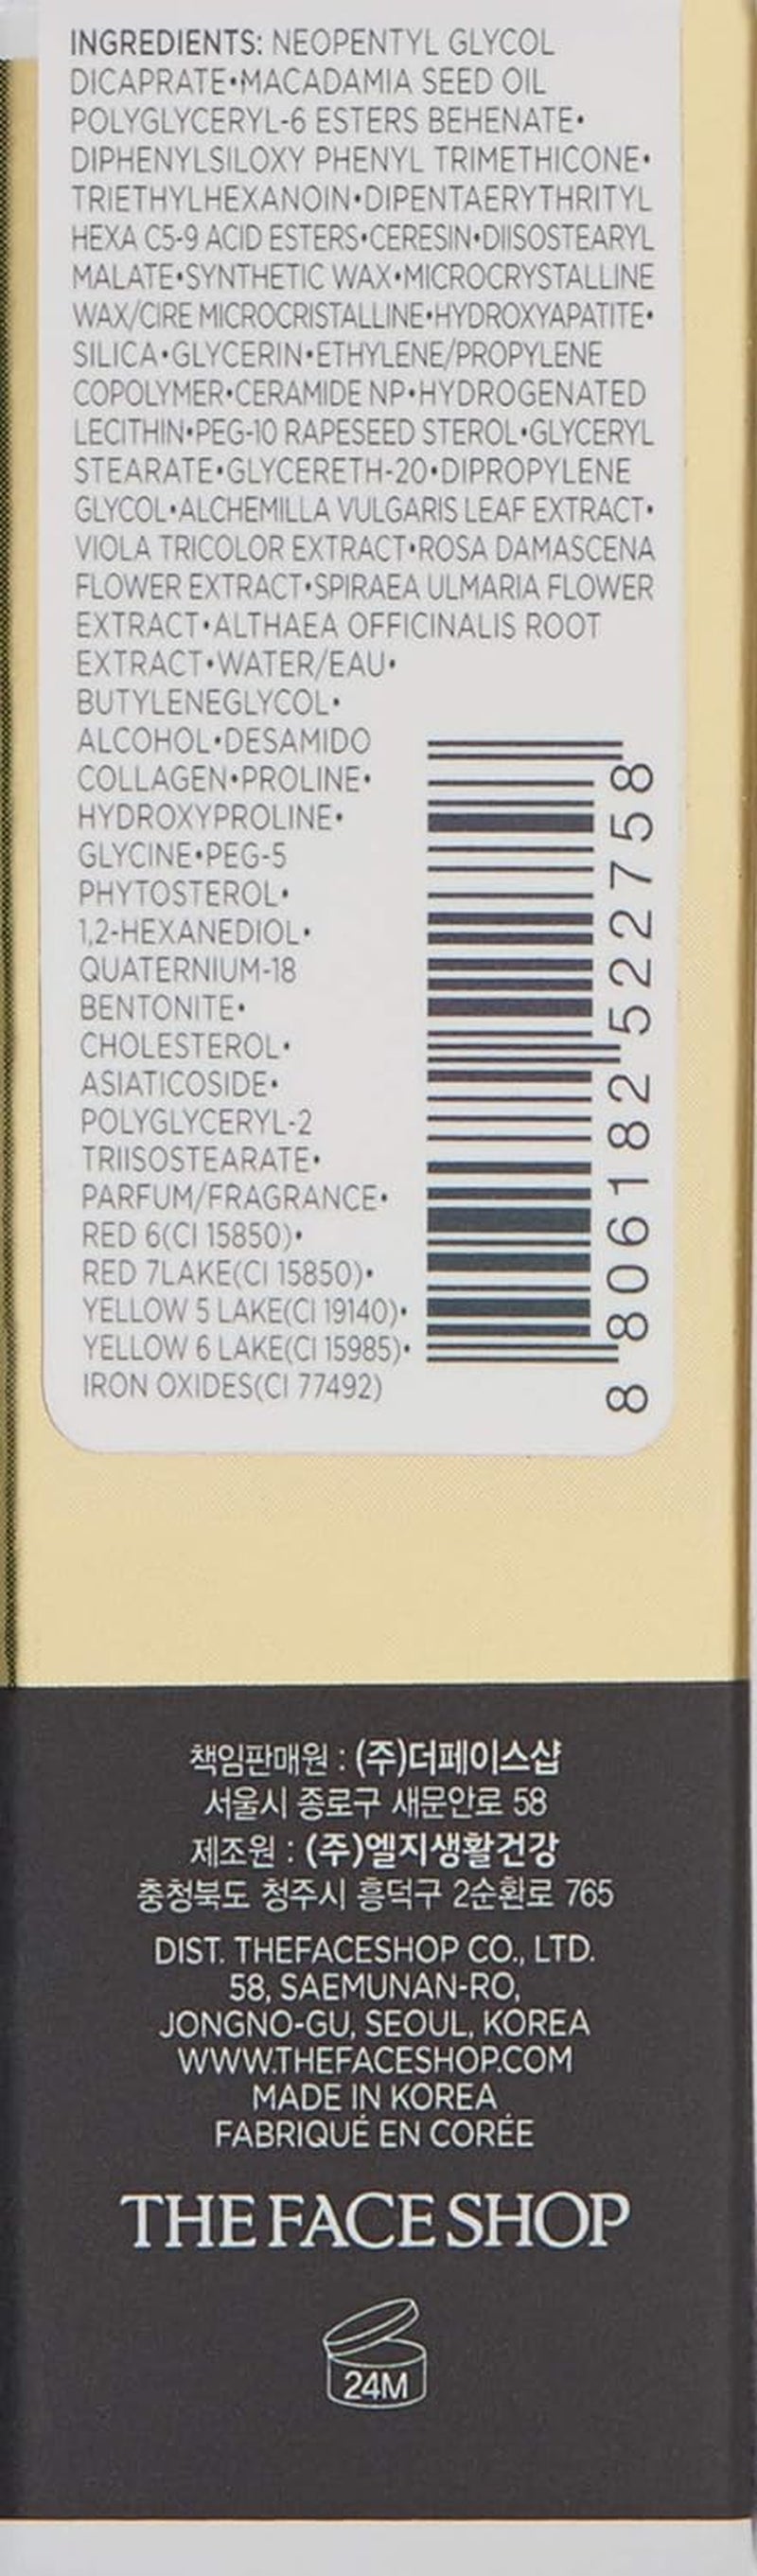 INGREDIENTS: NEOPENTYL GLYCOL
DICAPRATE•MACADAMIA SEED OIL
POLYGLYCERYL-6 ESTERS BEHENATE•
DIPHENYLSILOXY PHENYL TRIMETHICONE•
TRIETHYLHEXANOIN•DIPENTAERYTHRITYL
HEXA C5-9 ACID ESTERS•CERESIN•DIISOSTEARYL
MALATE•SYNTHETIC WAX•MICROCRYSTALLINE
WAX/CIRE MICROCRISTALLINE•HYDROXYAPATITE•
SILICA•GLYCERIN•ETHYLENE/PROPYLENE
COPOLYMER•CERAMIDE NP•HYDROGENATED
LECITHIN•PEG-10 RAPESEED STEROL•GLYCERYL
STEARATE•GLYCERETH-20•DIPROPYLENE
GLYCOL•ALCHEMILLA VULGARIS LEAF EXTRACT•
VIOLA TRICOLOR EXTRACT•ROSA DAMASCENA
FLOWER EXTRACT•SPIRAEA ULMARIA FLOWER
EXTRACT•ALTHAEA OFFICINALIS ROOT
EXTRACT•WATER/EAU•
BUTYLENEGLYCOL•
ALCOHOL•DESAMIDO
COLLAGEN•PROLINE•
HYDROXYPROLINE•
GLYCINE•PEG-5
PHYTOSTEROL•
1,2-HEXANEDIOL•
QUATERNIUM-18
BENTONITE•
CHOLESTEROL•
ASIATICOSIDE•
POLYGLYCERYL-2
TRIISOSTEARATE•
PARFUM/FRAGRANCE•
RED 6(CI 15850)•
RED 7LAKE(CI 15850)•
YELLOW 5 LAKE(CI 19140)•
YELLOW 6 LAKE(CI 15985)•
IRON OXIDES(CI 77492)
8 806182 522758
책임판매원 : (주)더페이스샵
서울시 종로구 새문안로 58
제조원 : (주)엘지생활건강
충청북도 청주시 흥덕구 2순환로 765
DIST. THEFACESHOP CO., LTD.
58, SAEMUNAN-RO,
JONGNO-GU, SEOUL, KOREA
WWW.THEFACESHOP.COM
MADE IN KOREA
FABRIQUÉ EN CORÉE
THE FACE SHOP
24M